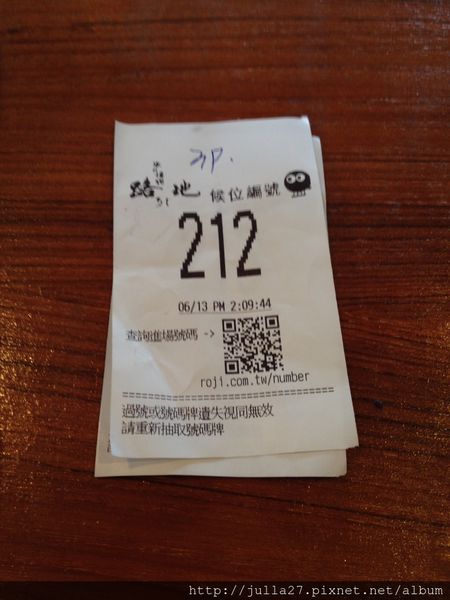 2P.
路地 候位編號
212
06/13 PM 2:09:44
查詢進場號碼 ->
roji.com.tw/number
過號或號碼牌遺失視同無效
請重新抽取號碼牌
http://julla27.pixnet.net/album